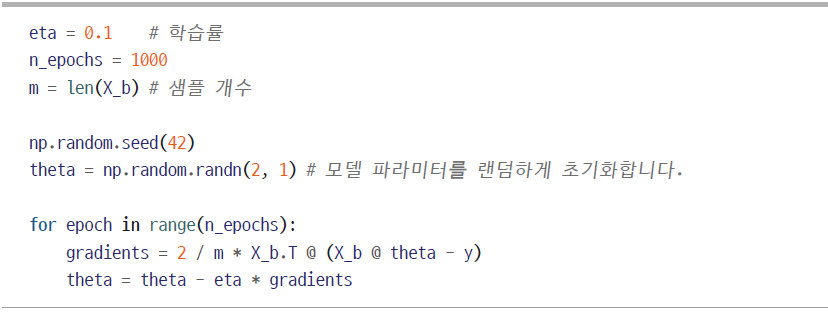 eta = 0.1    # 학습률
n_epochs = 1000
m = len(X_b) # 샘플 개수
np.random.seed(42)
theta = np.random.randn(2, 1) # 모델 파라미터를 랜덤하게 초기화합니다.
for epoch in range(n_epochs):
    gradients = 2 / m * X_b.T @ (X_b @ theta - y)
    theta = theta - eta * gradients